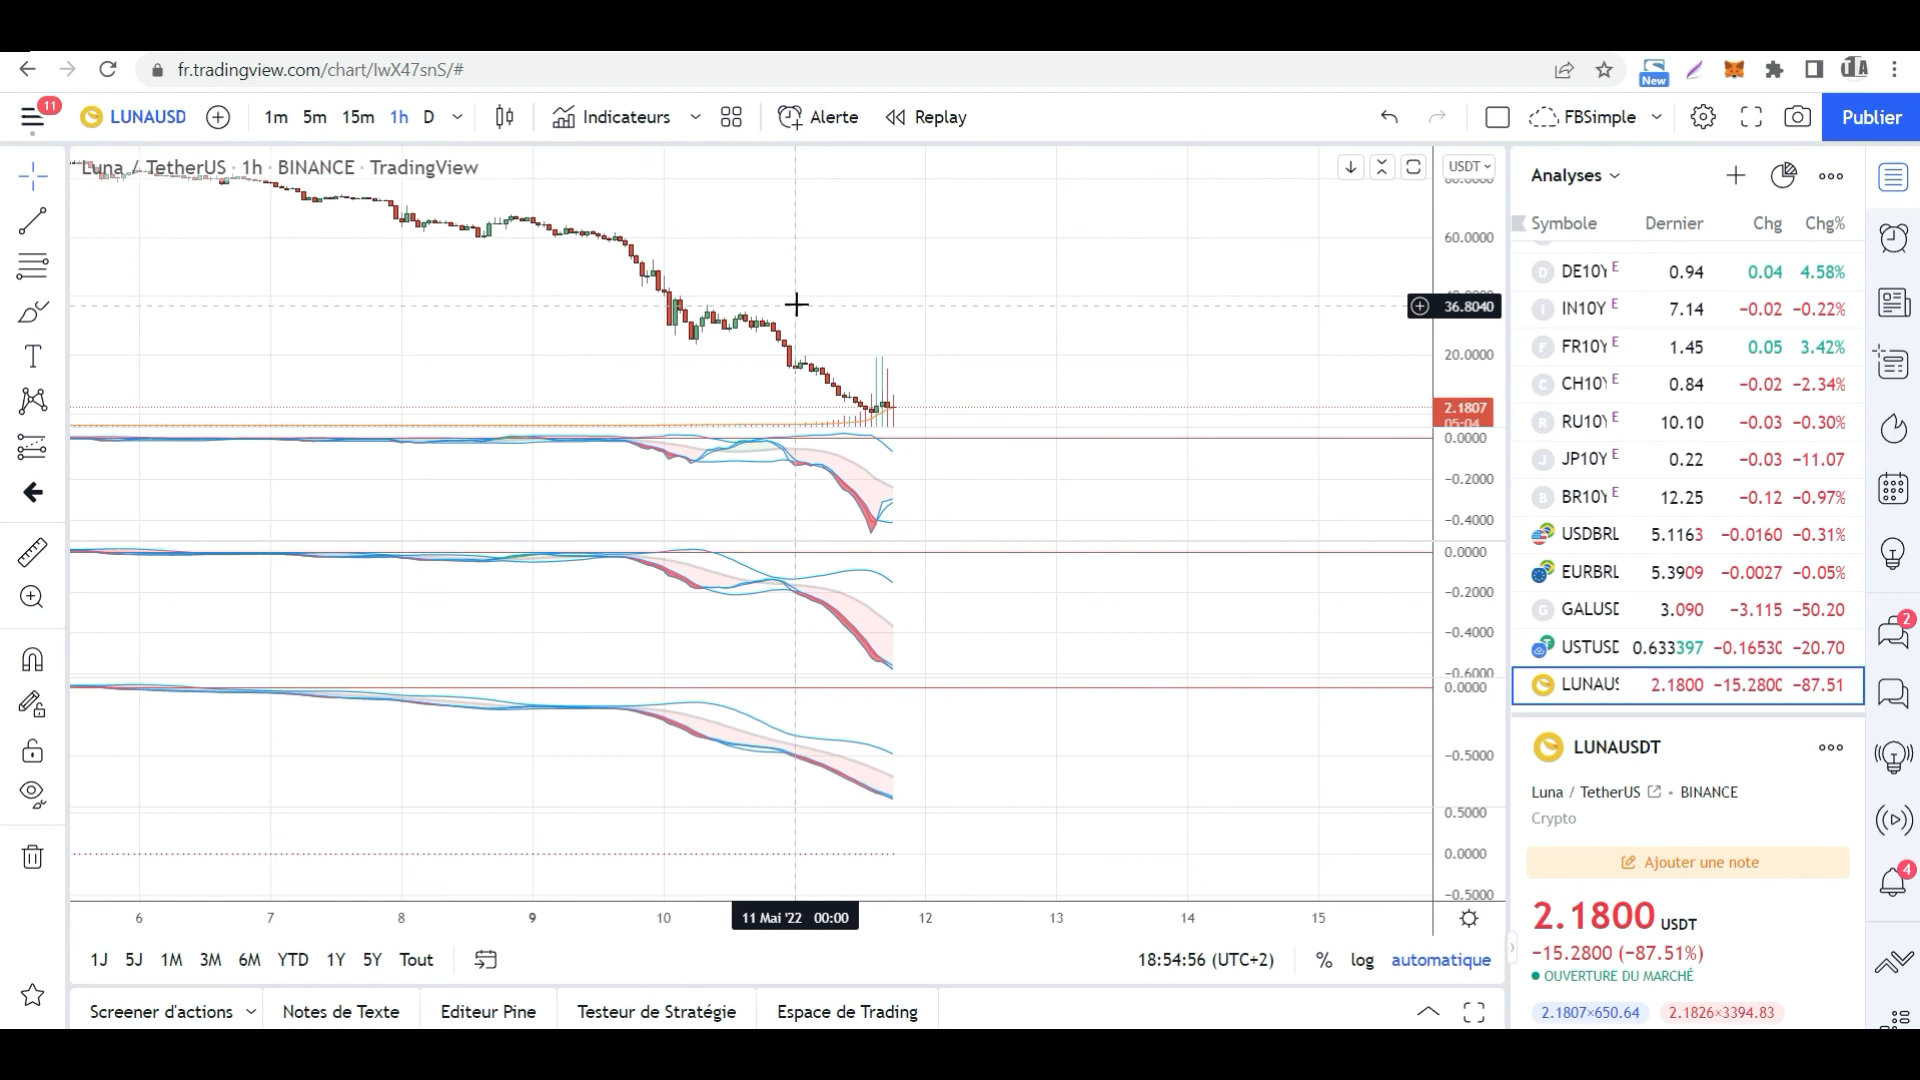 fr.tradingview.com/chart/IwX47snS/#
New
11
LUNAUSD
1m 5m 15m 1h D
Indicateurs
Alerte
Replay
FBSimple
Publier
Luna / TetherUS · 1h · BINANCE · TradingView
USDT
60.0000
36.8040
20.0000
2.1807
05:04
0.0000
−0.2000
−0.4000
0.0000
−0.2000
−0.4000
−0.6000
0.0000
−0.5000
0.5000
0.0000
−0.5000
6 7 8 9 10 11 Mai '22 00:00 12 13 14 15
1J 5J 1M 3M 6M YTD 1Y 5Y Tout
18:54:56 (UTC+2)
% log automatique
Screener d'actions
Notes de Texte
Editeur Pine
Testeur de Stratégie
Espace de Trading
Analyses
Symbole Dernier Chg Chg%
D DE10Y E 0.94 0.04 4.58%
I IN10Y E 7.14 −0.02 −0.22%
F FR10Y E 1.45 0.05 3.42%
C CH10Y E 0.84 −0.02 −2.34%
R RU10Y E 10.10 −0.03 −0.30%
J JP10Y E 0.22 −0.03 −11.07
B BR10Y E 12.25 −0.12 −0.97%
USDBRL 5.1163 −0.0160 −0.31%
EURBRL 5.3909 −0.0027 −0.05%
G GALUSD 3.090 −3.115 −50.20
USTUSD 0.633397 −0.16530 −20.70
LUNAUS 2.1800 −15.2800 −87.51
LUNAUSDT
Luna / TetherUS · BINANCE
Crypto
Ajouter une note
2.1800 USDT
−15.2800 (−87.51%)
OUVERTURE DU MARCHÉ
2.1807×650.64 2.1826×3394.83
2
4